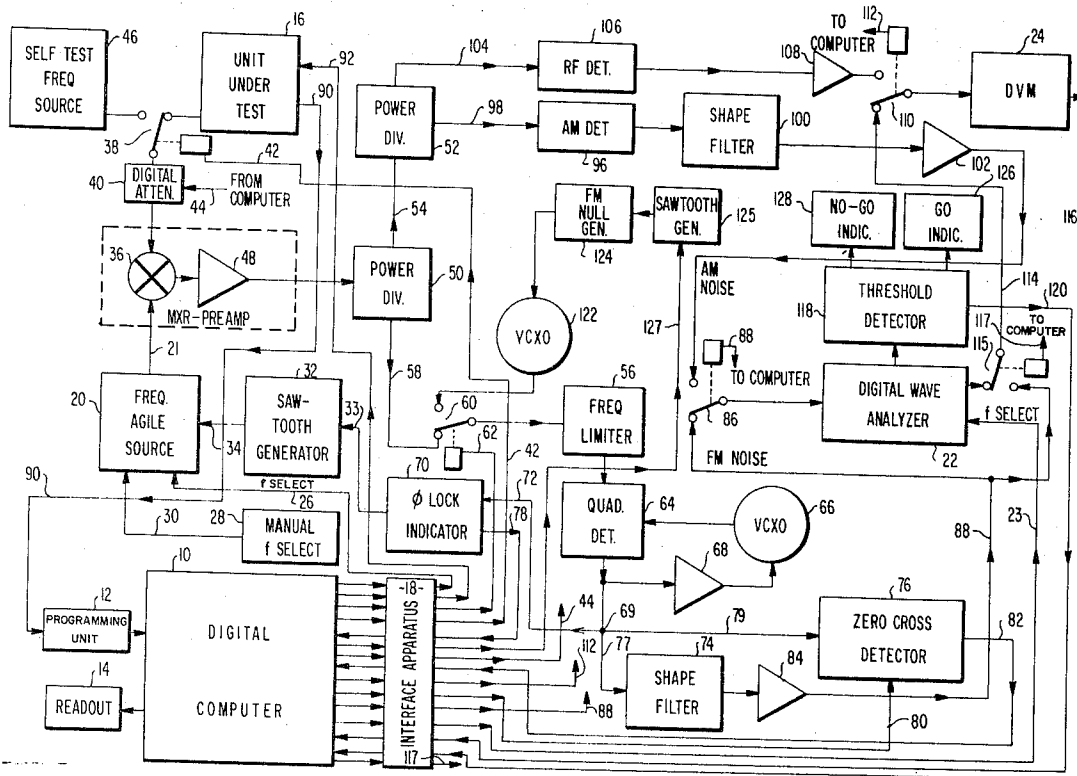 46
SELF TEST
FREQ
SOURCE
16
UNIT
UNDER
TEST
92
90
38
42
40
DIGITAL
ATTEN.
44
FROM
COMPUTER
36
48
MXR-PREAMP
21
104
106
RF DET.
108
TO
COMPUTER
112
24
DVM
POWER
DIV.
52
98
AM DET
96
SHAPE
FILTER
100
110
102
126
116
54
FM
NULL
GEN.
124
SAWTOOTH
GEN.
125
128
NO-GO
INDIC.
GO
INDIC.
POWER
DIV.
50
AM
NOISE
114
120
118
THRESHOLD
DETECTOR
117
TO
COMPUTER
115
VCXO
122
127
88
TO COMPUTER
86
DIGITAL WAVE
ANALYZER
22
f SELECT
20
FREQ.
AGILE
SOURCE
32
SAW-
TOOTH
GENERATOR
33
34
58
60
62
56
FREQ
LIMITER
42
FM NOISE
90
f SELECT
26
28
30
MANUAL
f SELECT
70
ϕ LOCK
INDICATOR
72
78
64
QUAD.
DET.
VCXO
66
68
88
23
10
DIGITAL
COMPUTER
12
PROGRAMMING
UNIT
14
READOUT
-18-
INTERFACE APPARATUS
44
112
88
117
69
77
79
74
SHAPE
FILTER
84
76
ZERO CROSS
DETECTOR
82
80